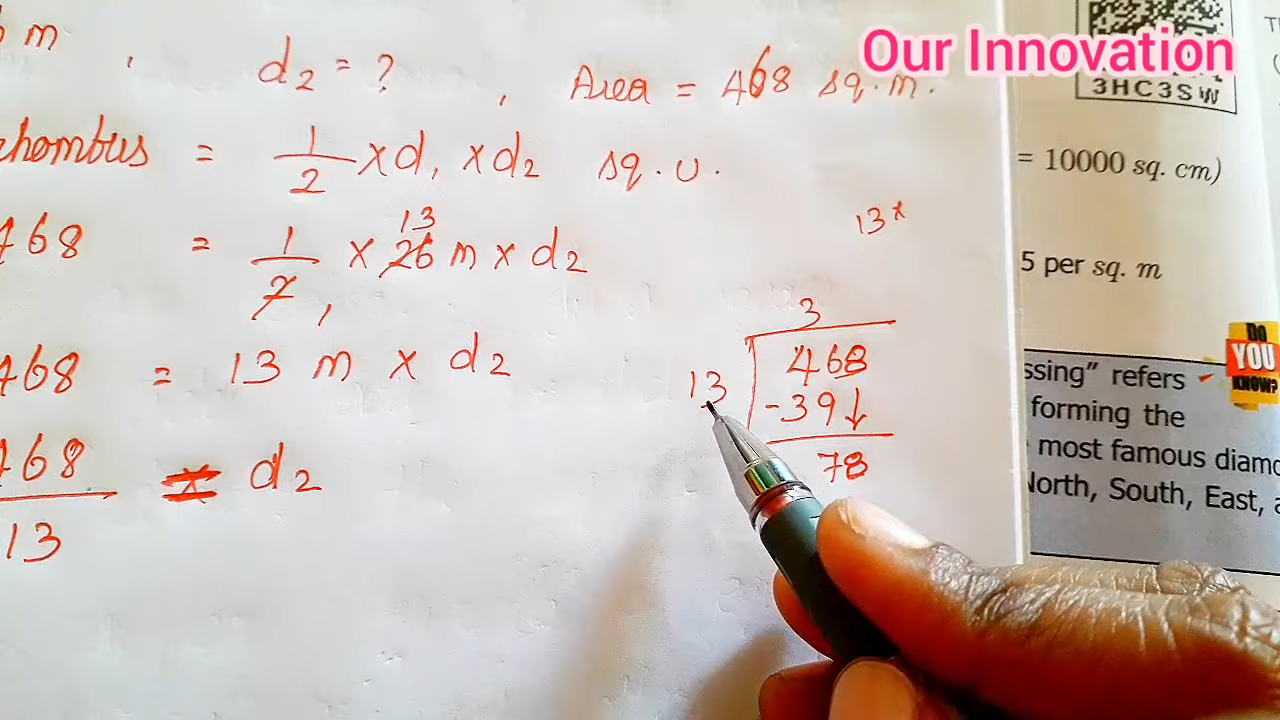 m , d2 = ? , Area = 468 sq.m.
Our Innovation
3HC3SW
rhombus = 1/2 × d1 × d2 sq.u.
= 10000 sq. cm)
13 ×
13
468 = 1/2 × 26 m × d2
1
5 per sq. m
3
468 = 13 m × d2
13 468
-39↓
78
468/13 = d2
DO
YOU
KNOW?
ssing” refers
forming the
most famous diamo
North, South, East, a